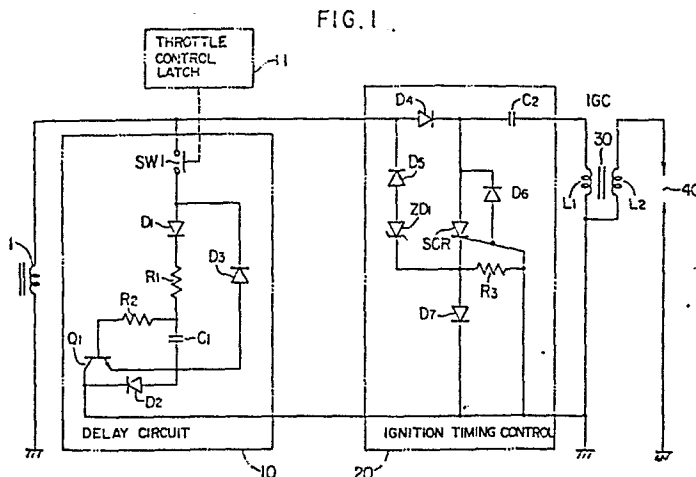 FIG. 1
THROTTLE
CONTROL
LATCH
11
SW1
D1
R1
D3
R2
C1
Q1
D2
1
DELAY CIRCUIT
10
D4
C2
IGC
D5
ZD1
D6
SCR
R3
D7
30
L1
L2
40
IGNITION TIMING CONTROL
20